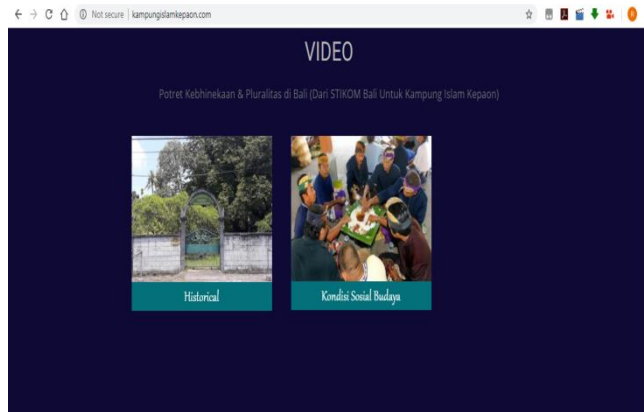 Not secure | kampungislamkepaon.com
VIDEO
Potret Kebhinekaan & Pluralitas di Bali (Dari STIKOM Bali Untuk Kampung Islam Kepaon)
Historical
Kondisi Sosial Budaya